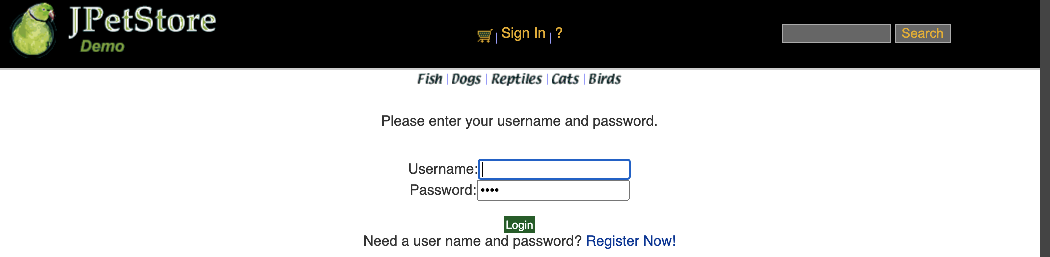 JPetStore
Demo
Sign In | ?
Search
Fish | Dogs | Reptiles | Cats | Birds
Please enter your username and password.
Username:
Password: ••••
Login
Need a user name and password? Register Now!